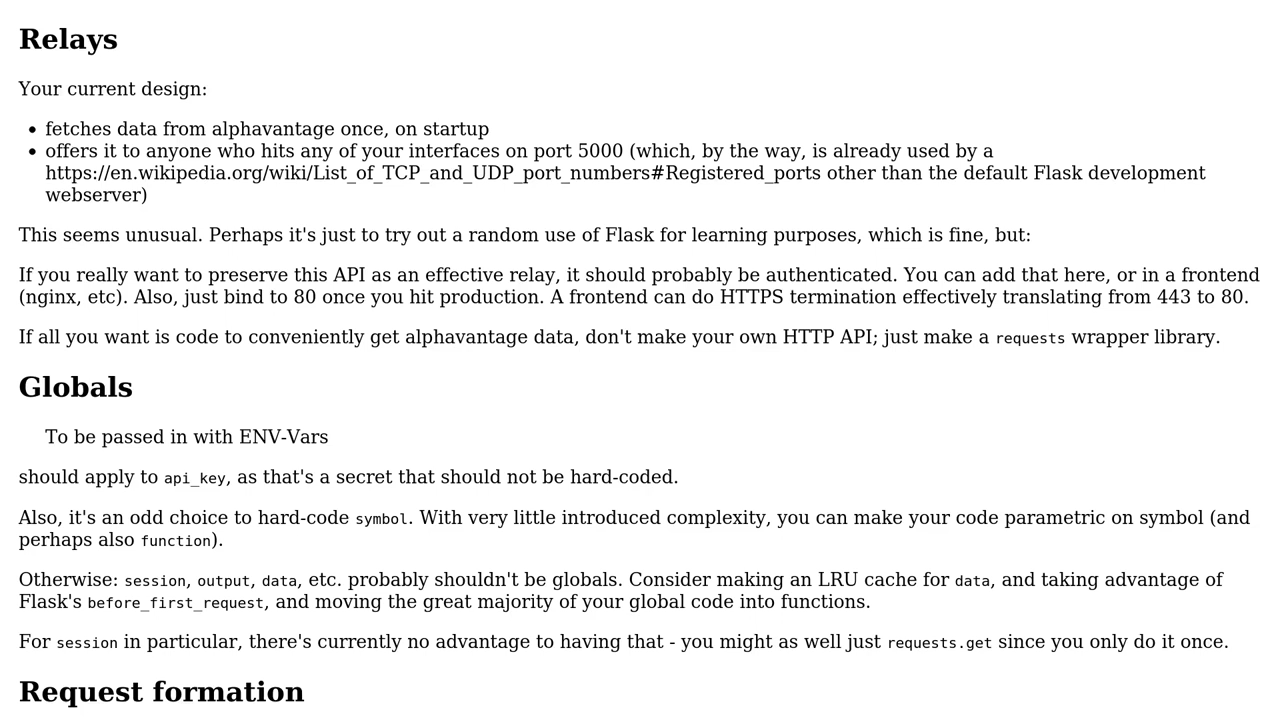 Relays
Your current design:
• fetches data from alphavantage once, on startup
• offers it to anyone who hits any of your interfaces on port 5000 (which, by the way, is already used by a
https://en.wikipedia.org/wiki/List_of_TCP_and_UDP_port_numbers#Registered_ports other than the default Flask development
webserver)
This seems unusual. Perhaps it's just to try out a random use of Flask for learning purposes, which is fine, but:
If you really want to preserve this API as an effective relay, it should probably be authenticated. You can add that here, or in a frontend
(nginx, etc). Also, just bind to 80 once you hit production. A frontend can do HTTPS termination effectively translating from 443 to 80.
If all you want is code to conveniently get alphavantage data, don't make your own HTTP API; just make a requests wrapper library.
Globals
To be passed in with ENV-Vars
should apply to api_key, as that's a secret that should not be hard-coded.
Also, it's an odd choice to hard-code symbol. With very little introduced complexity, you can make your code parametric on symbol (and
perhaps also function).
Otherwise: session, output, data, etc. probably shouldn't be globals. Consider making an LRU cache for data, and taking advantage of
Flask's before_first_request, and moving the great majority of your global code into functions.
For session in particular, there's currently no advantage to having that - you might as well just requests.get since you only do it once.
Request formation